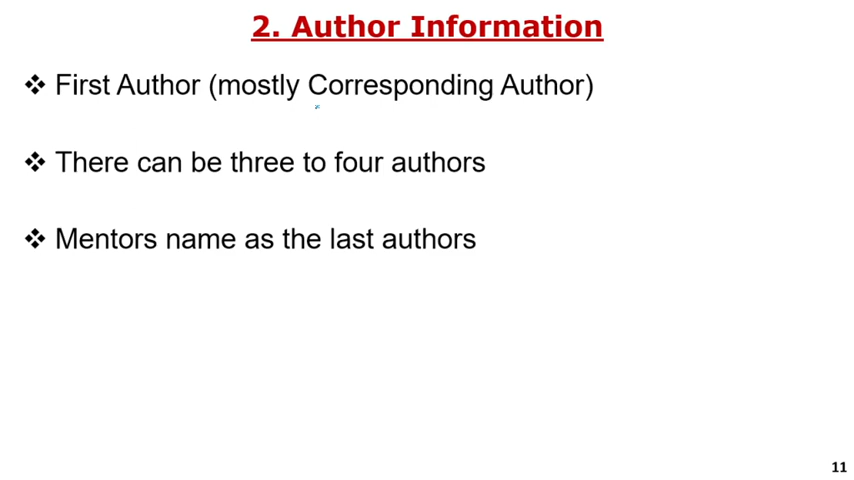 2. Author Information
❖ First Author (mostly Corresponding Author)
❖ There can be three to four authors
❖ Mentors name as the last authors
11